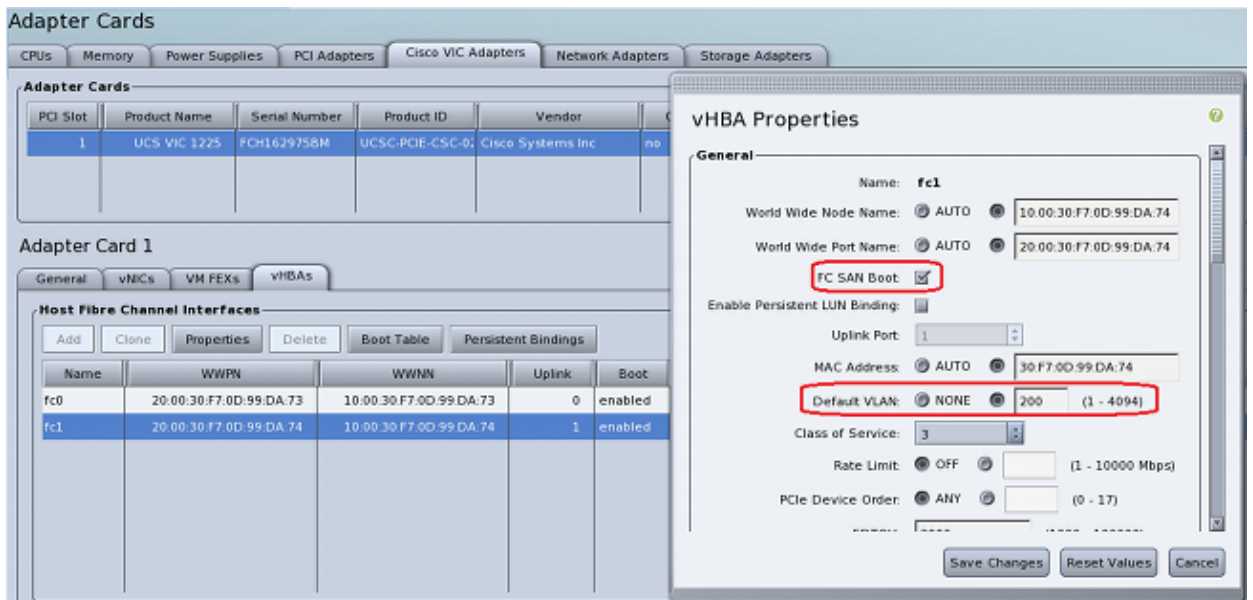 Adapter Cards
CPUs Memory Power Supplies PCI Adapters Cisco VIC Adapters Network Adapters Storage Adapters
Adapter Cards
PCI Slot Product Name Serial Number Product ID Vendor
1 UCS VIC 1225 FCH162975BM UCSC-PCIE-CSC-0 Cisco Systems Inc no
Adapter Card 1
General vNICs VM FEXs vHBAs
Host Fibre Channel Interfaces
Add Clone Properties Delete Boot Table Persistent Bindings
Name WWPN WWNN Uplink Boot
fc0 20:00:30:F7:0D:99:DA:73 10:00:30:F7:0D:99:DA:73 0 enabled
fc1 20:00:30:F7:0D:99:DA:74 10:00:30:F7:0D:99:DA:74 1 enabled
vHBA Properties
General
Name: fc1
World Wide Node Name: AUTO 10:00:30:F7:0D:99:DA:74
World Wide Port Name: AUTO 20:00:30:F7:0D:99:DA:74
FC SAN Boot:
Enable Persistent LUN Binding:
Uplink Port: 1
MAC Address: AUTO 30:F7:0D:99:DA:74
Default VLAN: NONE 200 (1 - 4094)
Class of Service: 3
Rate Limit: OFF (1 - 10000 Mbps)
PCIe Device Order: ANY (0 - 17)
Save Changes Reset Values Cancel